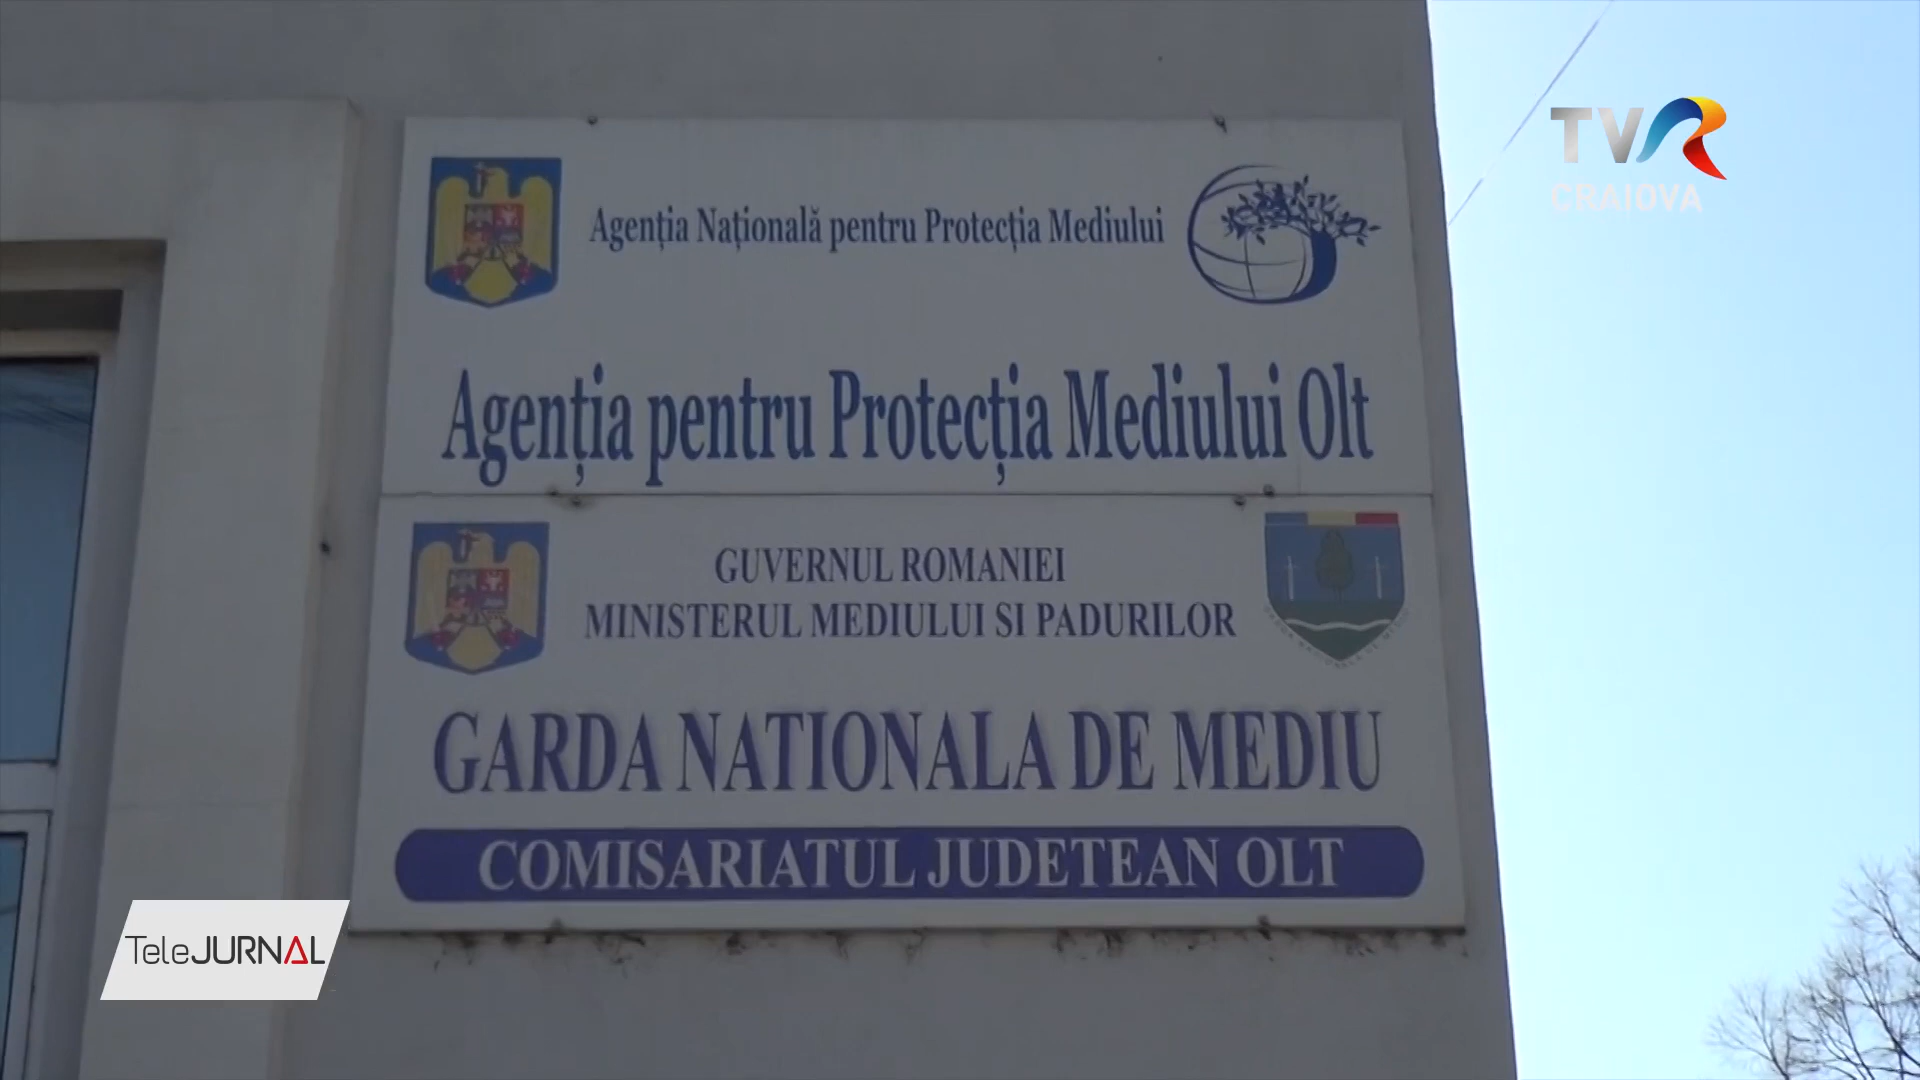 TVR
CRAIOVA
Agenția Națională pentru Protecția Mediului
Agenția pentru Protecția Mediului Olt
GUVERNUL ROMANIEI
MINISTERUL MEDIULUI SI PADURILOR
GARDA NATIONALA DE MEDIU
COMISARIATUL JUDETEAN OLT
TeleJURNAL